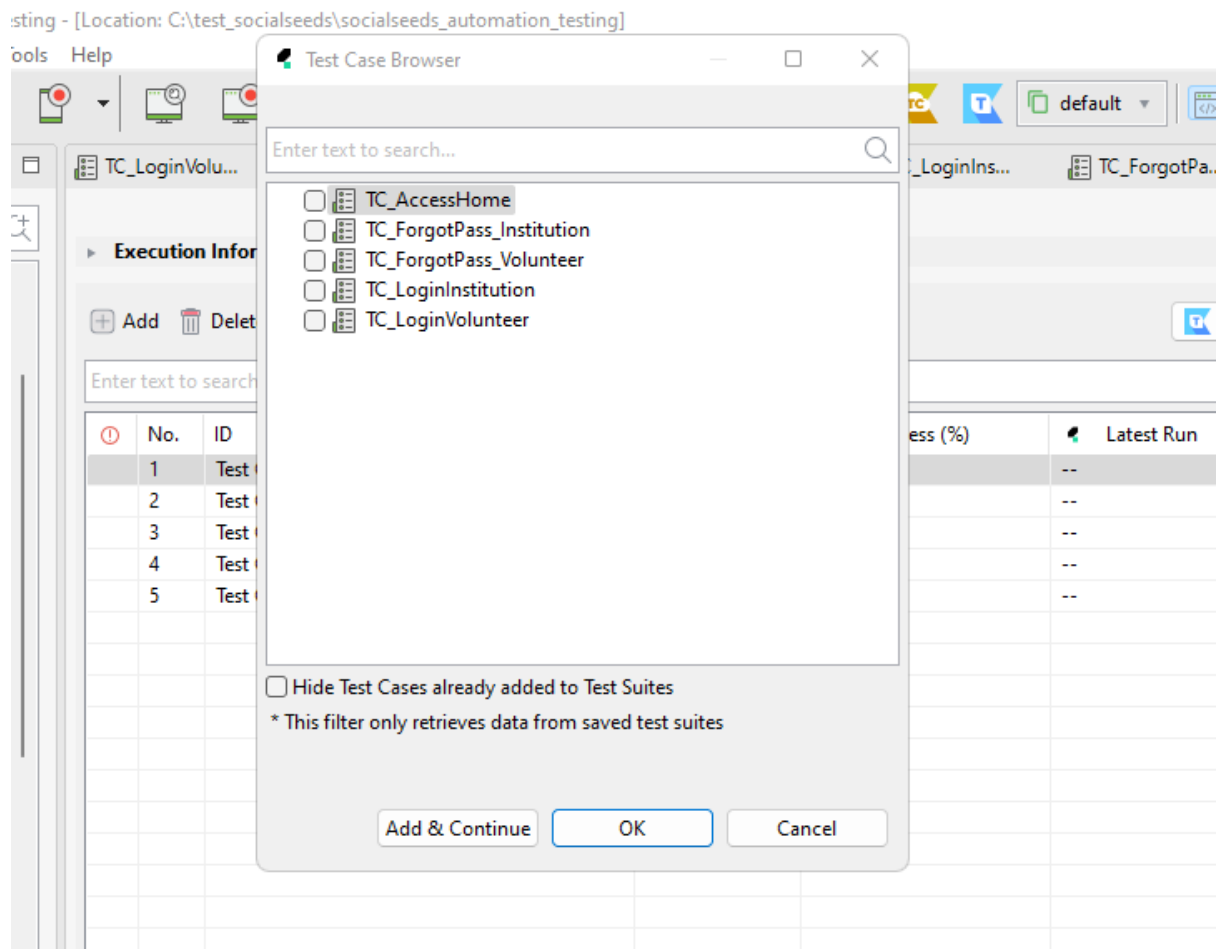 esting - [Location: C:\test_socialseeds\socialseeds_automation_testing]
Tools Help
Test Case Browser
default
Enter text to search...
TC_LoginVolu...
_LoginIns...
TC_ForgotPa...
TC_AccessHome
TC_ForgotPass_Institution
TC_ForgotPass_Volunteer
TC_LoginInstitution
TC_LoginVolunteer
Execution Infor
Add Delet
Enter text to search
No. ID ess (%) Latest Run
1 Test --
2 Test --
3 Test --
4 Test --
5 Test --
Hide Test Cases already added to Test Suites
* This filter only retrieves data from saved test suites
Add & Continue OK Cancel